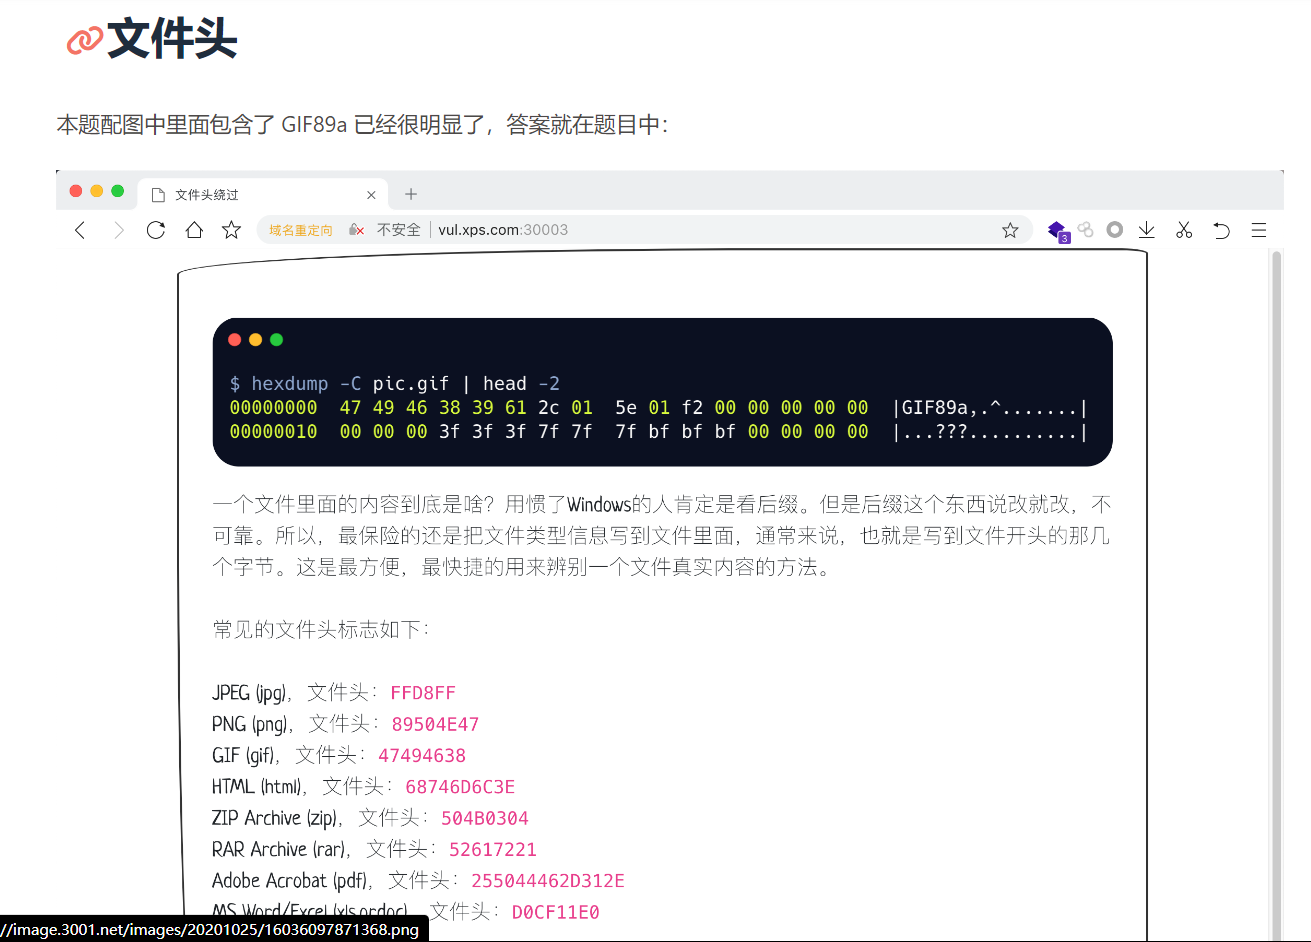 文件头
本题配图中里面包含了 GIF89a 已经很明显了，答案就在题目中：
文件头绕过
域名重定向 不安全 vul.xps.com:30003
3
$ hexdump -C pic.gif | head -2
00000000  47 49 46 38 39 61 2c 01  5e 01 f2 00 00 00 00 00  |GIF89a,.^.......|
00000010  00 00 00 3f 3f 3f 7f 7f  7f bf bf bf 00 00 00 00  |...???..........|
一个文件里面的内容到底是啥？用惯了Windows的人肯定是看后缀。但是后缀这个东西说改就改，不
可靠。所以，最保险的还是把文件类型信息写到文件里面，通常来说，也就是写到文件开头的那几
个字节。这是最方便，最快捷的用来辨别一个文件真实内容的方法。
常见的文件头标志如下：
JPEG (jpg)，文件头：FFD8FF
PNG (png)，文件头：89504E47
GIF (gif)，文件头：47494638
HTML (html)，文件头：68746D6C3E
ZIP Archive (zip)，文件头：504B0304
RAR Archive (rar)，文件头：52617221
Adobe Acrobat (pdf)，文件头：255044462D312E
MS Word/Excel (xls.or.doc)，文件头：D0CF11E0
//image.3001.net/images/20201025/16036097871368.png